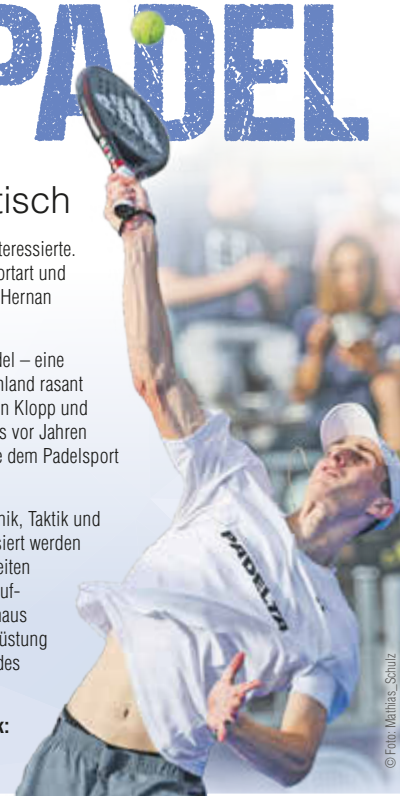 PADEL
tisch
teressierte.
ortart und
Hernan
del – eine
nland rasant
n Klopp und
s vor Jahren
e dem Padelsport
nik, Taktik und
siert werden
eiten
uf-
haus
üstung
des
k:
PADELTA
© Foto: Mathias_Schulz